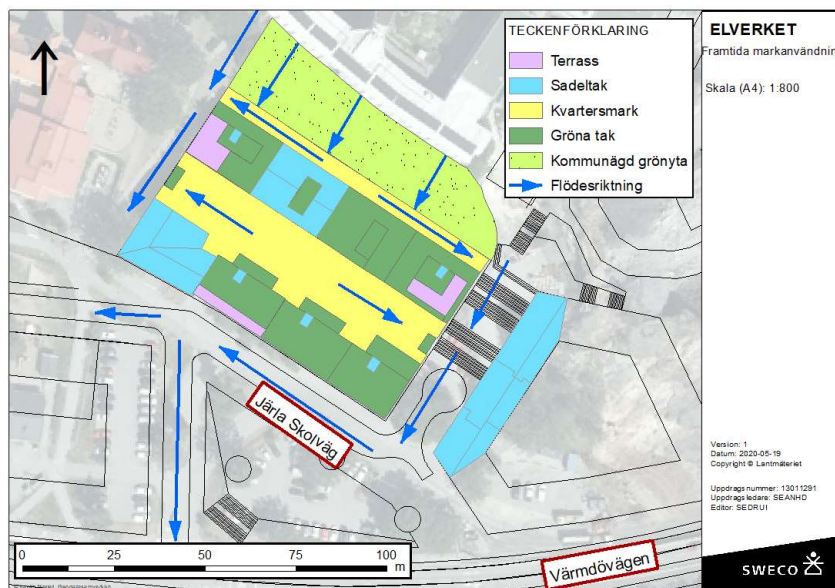 TECKENFÖRKLARING
Terrass
Sadeltak
Kvartersmark
Gröna tak
Kommunägd grönyta
Flödesriktning
ELVERKET
Framtida markanvändnin
Skala (A4): 1:800
Järla Skolväg
Värmdövägen
0 25 50 75 100
m
Version: 1
Datum: 2020-05-19
Copyright © Lantmäteriet
Uppdragsnummer: 13011291
Uppdragsledare: SEANHD
Editor: SEDRUI
SWECO